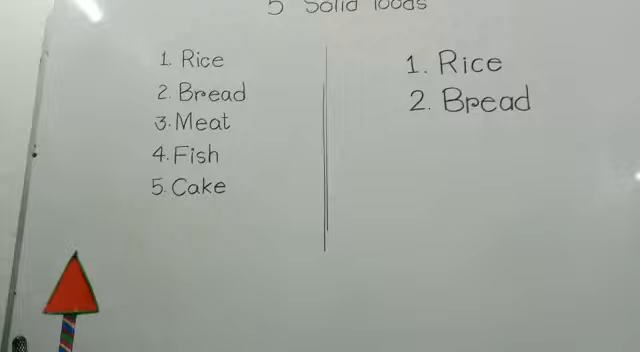 5 Solid foods
1. Rice
2. Bread
3. Meat
4. Fish
5. Cake
1. Rice
2. Bread